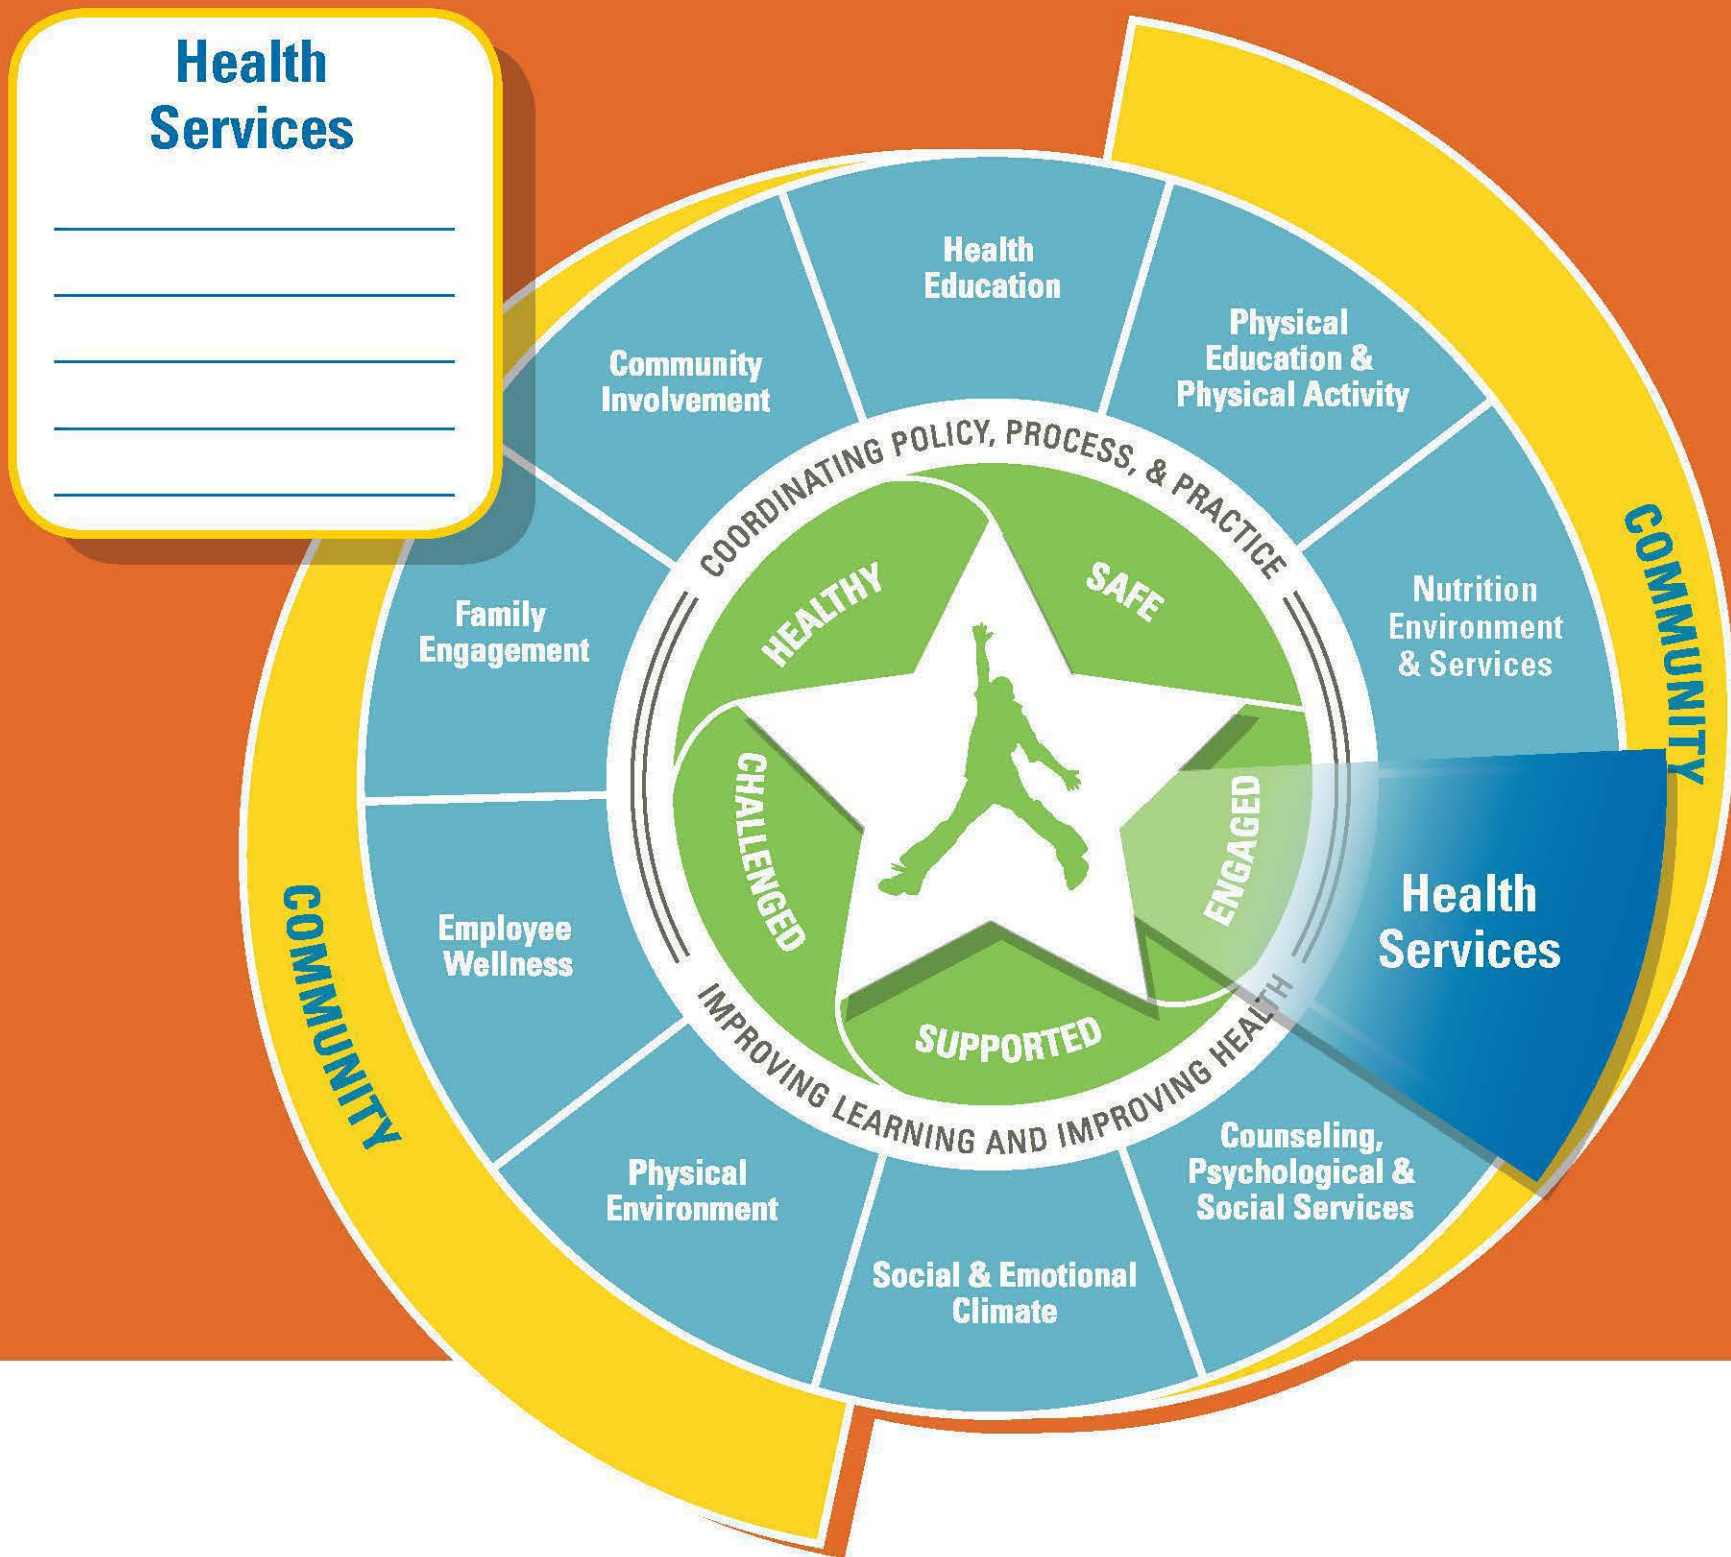 Health
Services
Health
Education
Physical
Education &
Physical Activity
Nutrition
Environment
& Services
Health
Services
Counseling,
Psychological &
Social Services
Social & Emotional
Climate
Physical
Environment
Employee
Wellness
Family
Engagement
Community
Involvement
COMMUNITY
COMMUNITY
COORDINATING POLICY, PROCESS, & PRACTICE
IMPROVING LEARNING AND IMPROVING HEALTH
HEALTHY
SAFE
ENGAGED
SUPPORTED
CHALLENGED